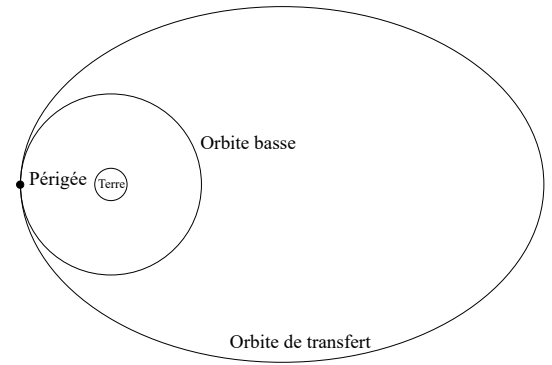 Orbite basse
Périgée
Terre
Orbite de transfert